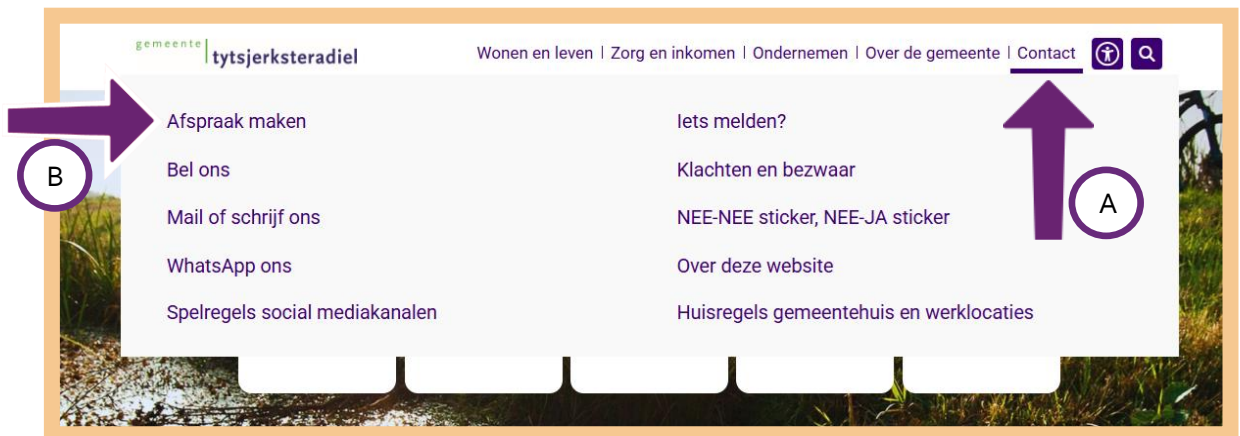 gemeente
tytsjerksteradiel
Wonen en leven | Zorg en inkomen | Ondernemen | Over de gemeente | Contact
Afspraak maken
Bel ons
Mail of schrijf ons
WhatsApp ons
Spelregels social mediakanalen
Iets melden?
Klachten en bezwaar
NEE-NEE sticker, NEE-JA sticker
Over deze website
Huisregels gemeentehuis en werklocaties
B
A